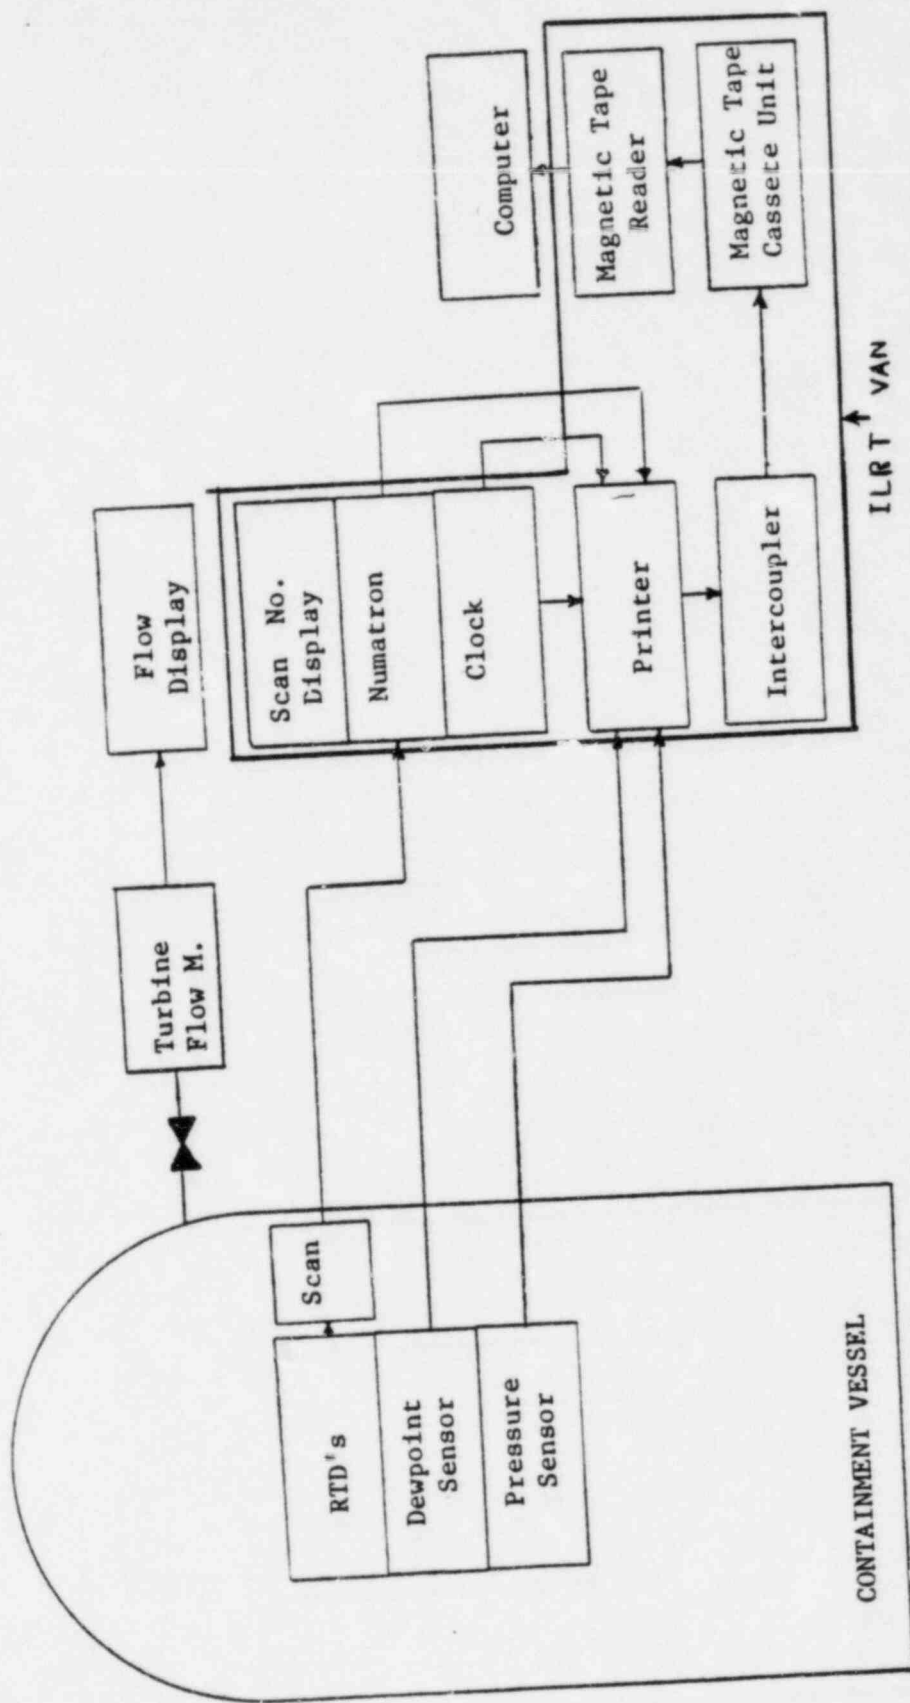 Turbine
Flow M.
Flow
Display
Scan
RTD's
Dewpoint
Sensor
Pressure
Sensor
CONTAINMENT VESSEL
Scan No.
Display
Numatron
Clock
Printer
Intercoupler
Computer
Magnetic Tape
Reader
Magnetic Tape
Cassete Unit
ILRT VAN